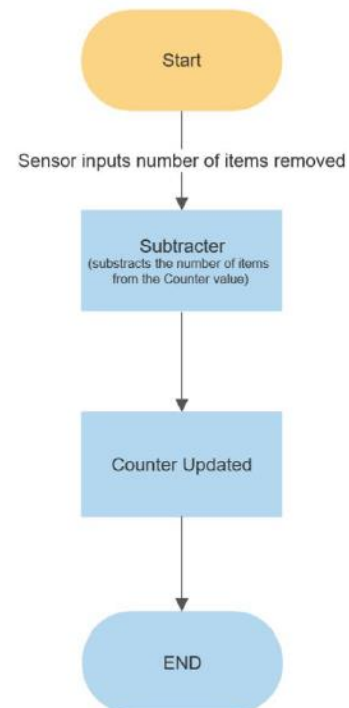 Start
Sensor inputs number of items removed
Subtracter
(substracts the number of items
from the Counter value)
Counter Updated
END